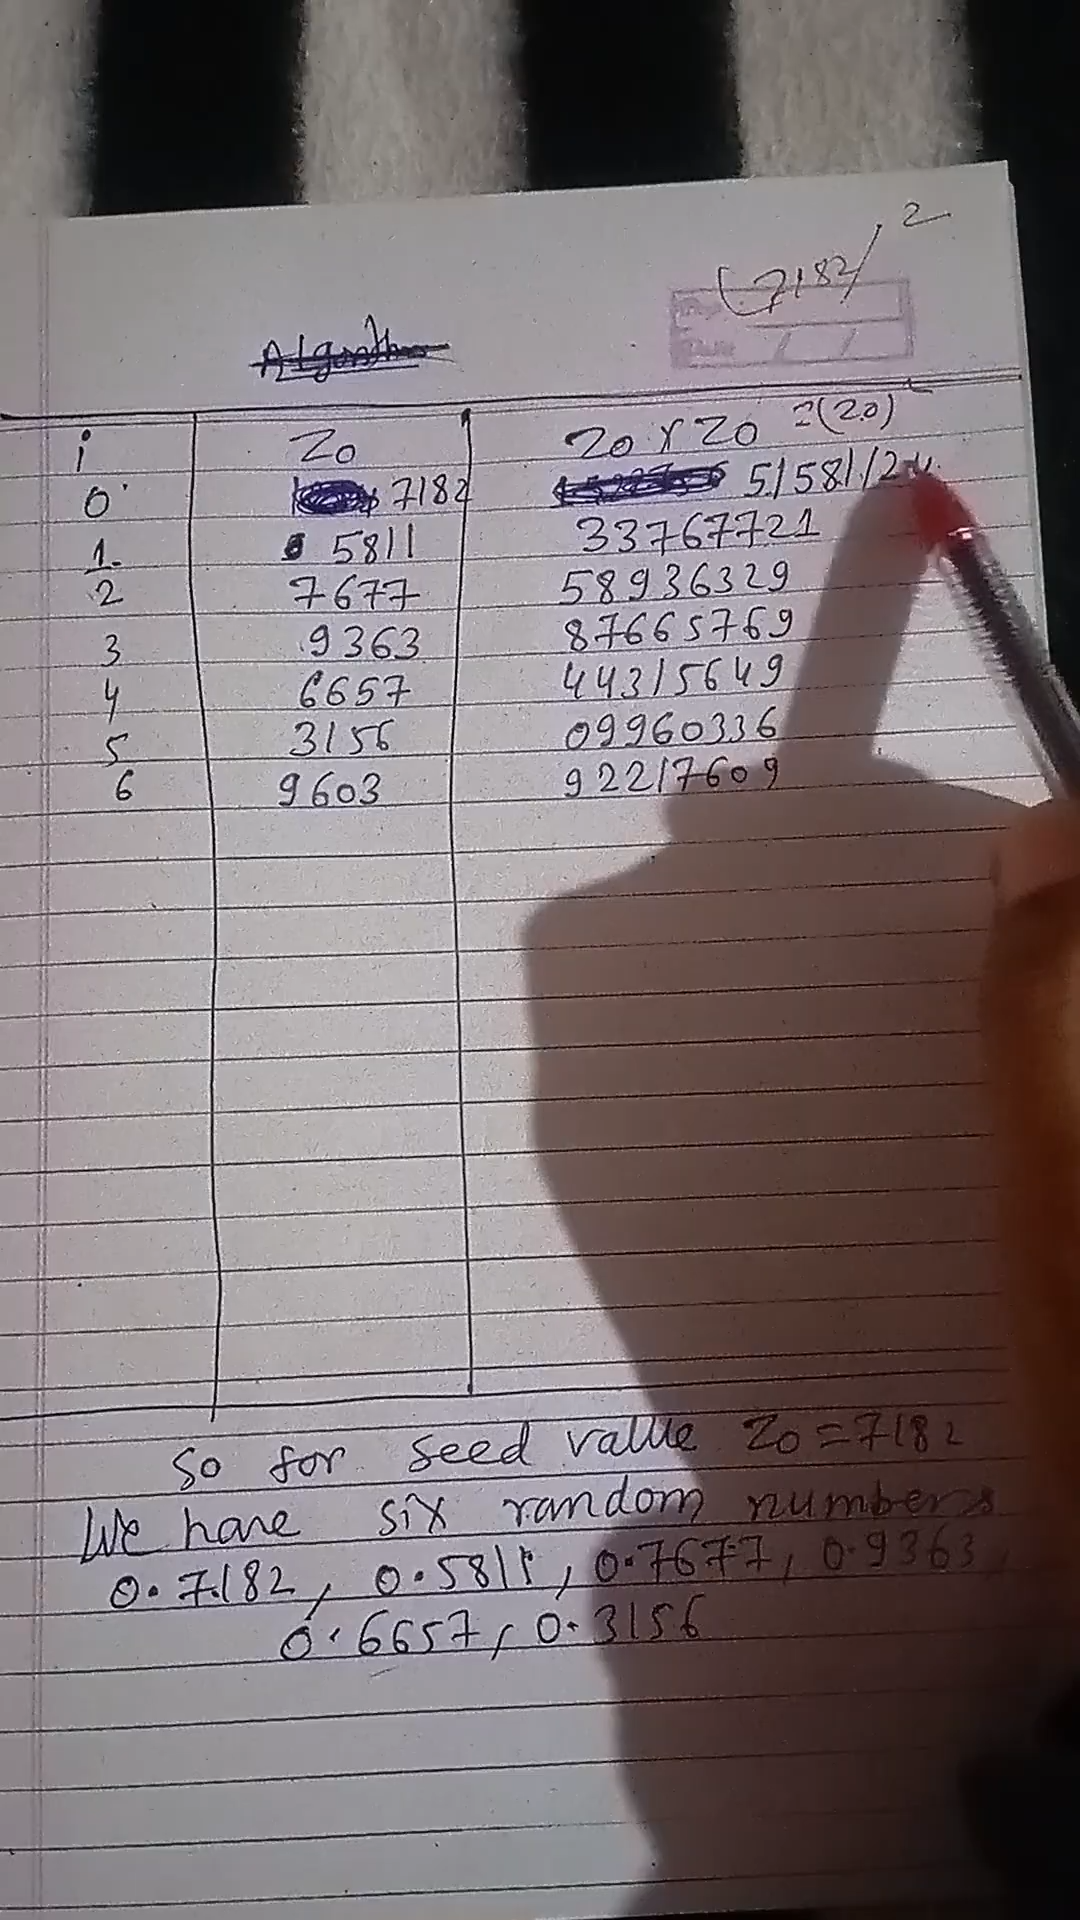 (7182)²
Algorithm
i Zo Zo x Zo =(Zo)²
0 7182 51581124
1. 5811 33767721
2 7677 58936329
3 9363 87665769
4 6657 44315649
5 3156 09960336
6 9603 92217609
So for seed value Zo = 7182
We have six random numbers
0.7182, 0.5811, 0.7677, 0.9363,
0.6657, 0.3156